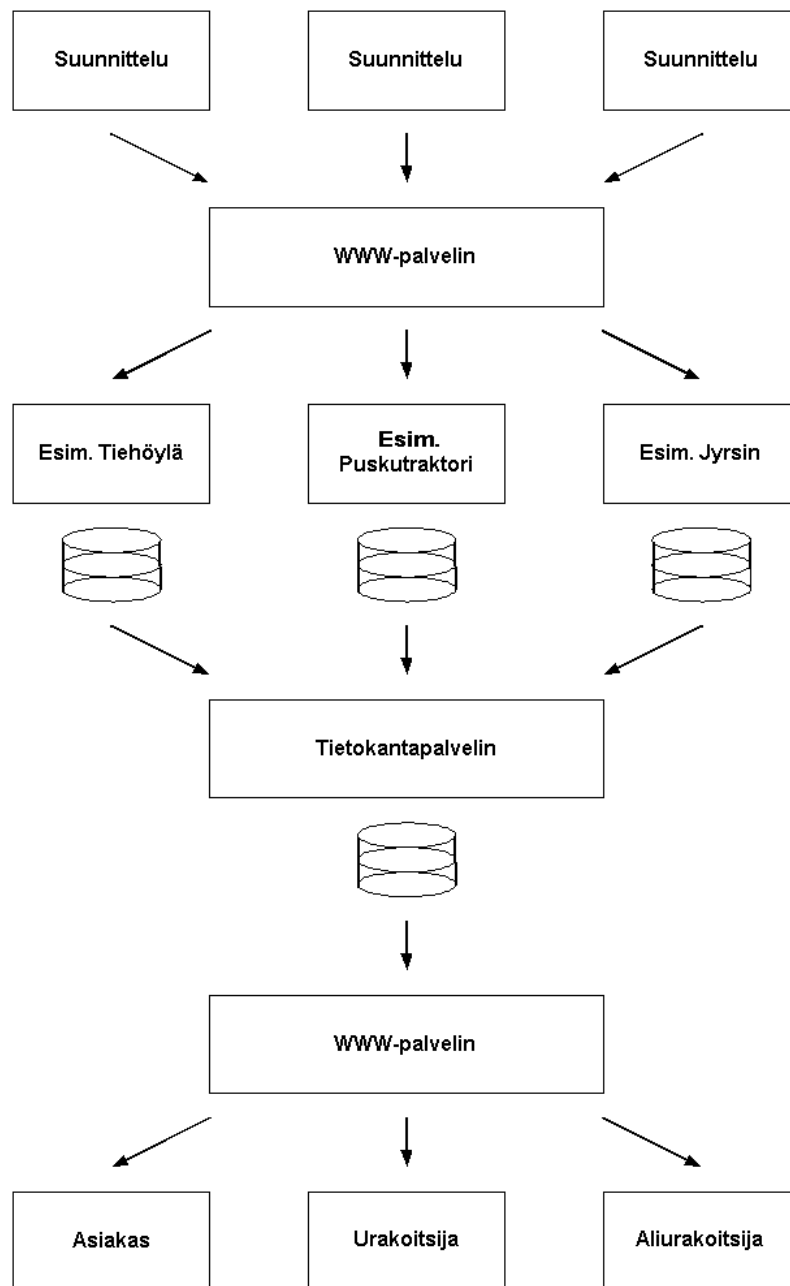 Suunnittelu
Suunnittelu
Suunnittelu
WWW-palvelin
Esim. Tiehöylä
Esim.
Puskutraktori
Esim. Jyrsin
Tietokantapalvelin
WWW-palvelin
Asiakas
Urakoitsija
Aliurakoitsija